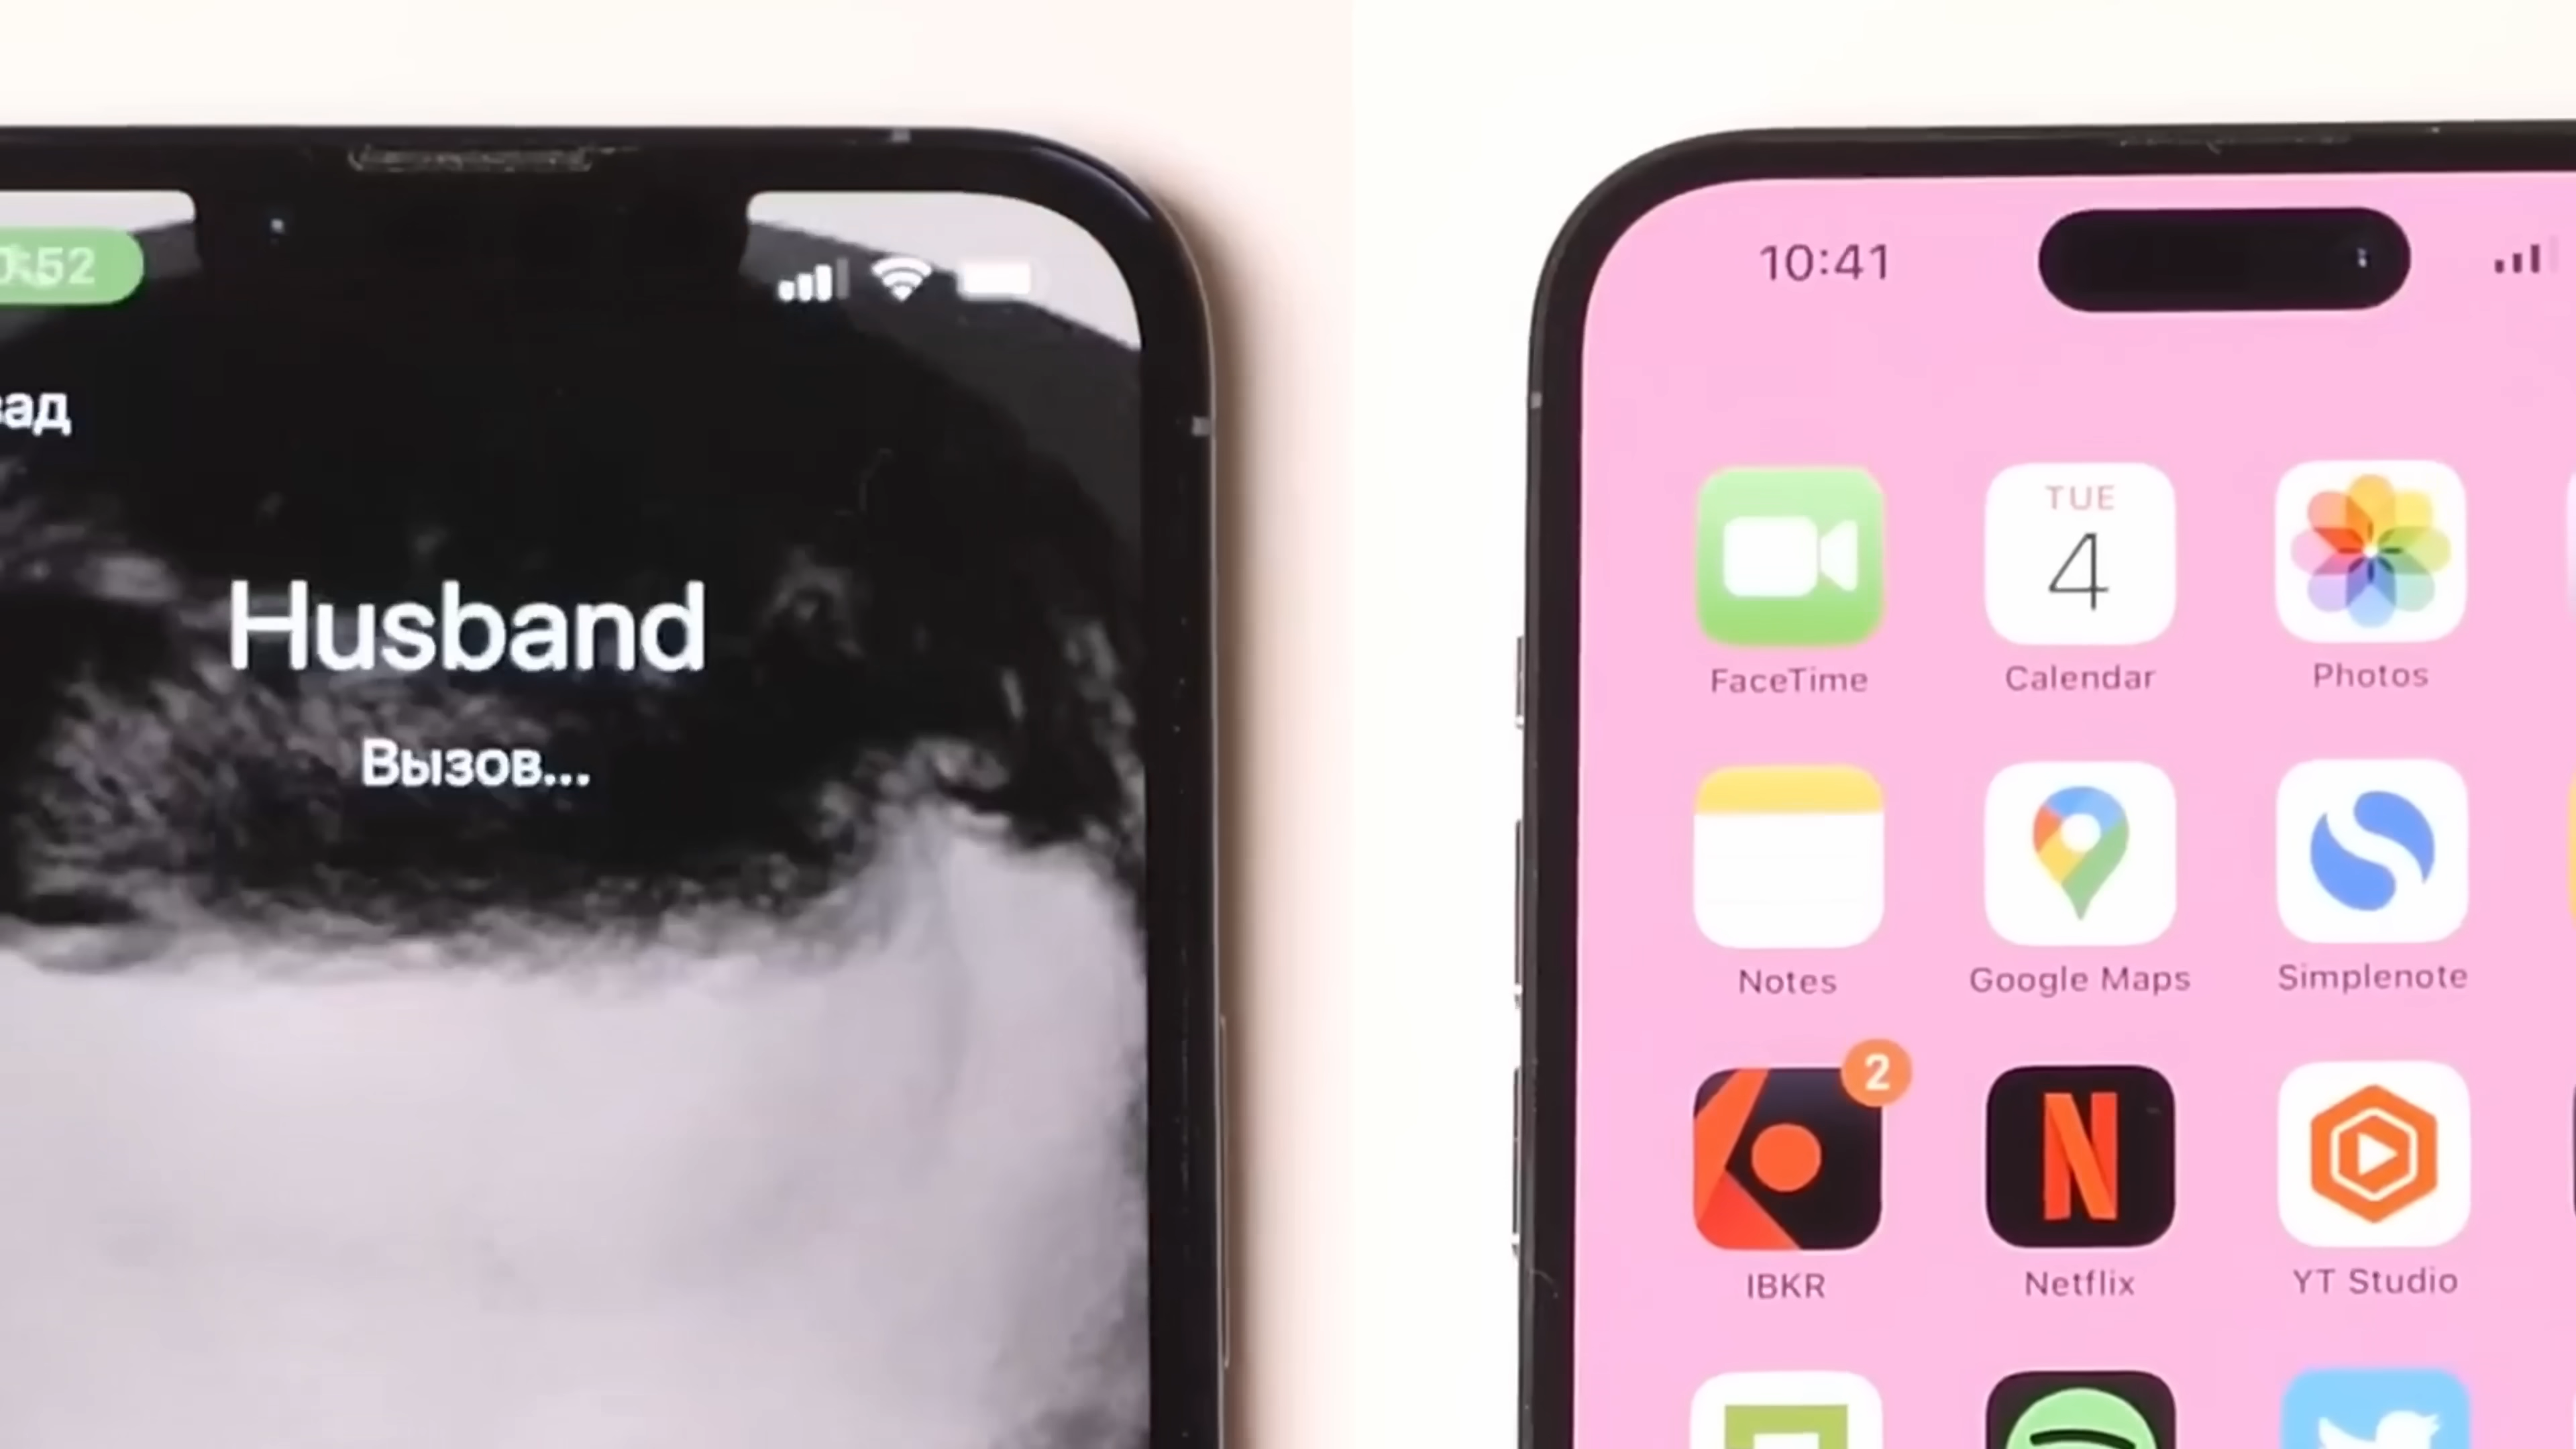 52
зад
Husband
Вызов...
10:41
TUE
4
FaceTime
Calendar
Photos
Notes
Google Maps
Simplenote
2
N
IBKR
Netflix
YT Studio